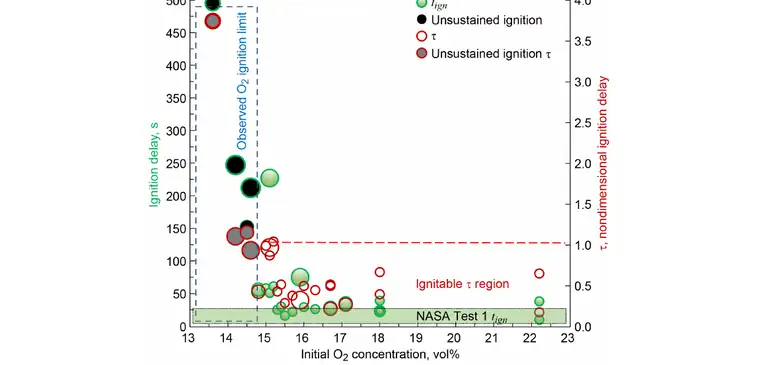 500
450
400
350
300
250
200
150
100
50
0
Ignition delay, s
Observed O2 ignition limit
tign
Unsustained ignition
τ
Unsustained ignition τ
4.0
3.5
3.0
2.5
2.0
1.5
1.0
0.5
0.0
τ, nondimensional ignition delay
Ignitable τ region
NASA Test 1 tign
13 14 15 16 17 18 19 20 21 22 23
Initial O2 concentration, vol%